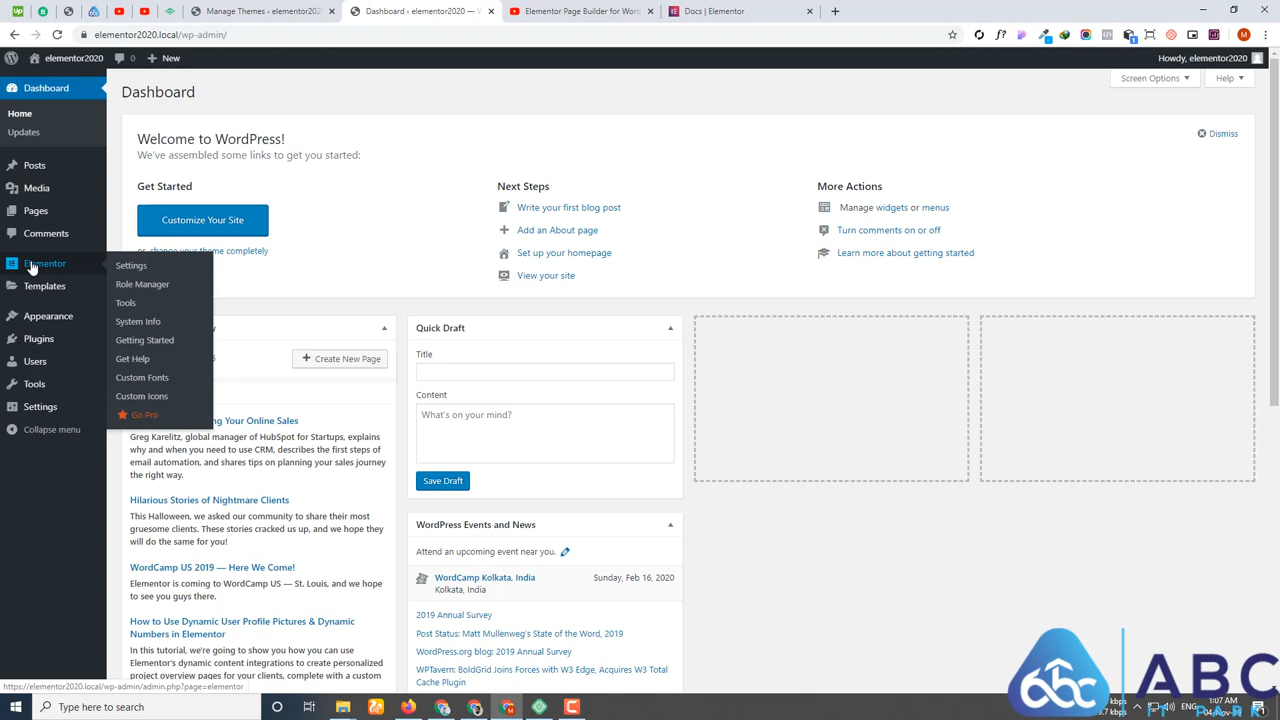 Manage Themes ‹ elementor2020
Dashboard ‹ elementor2020 — W
Elementor Page Builder for Word
Docs | Elementor
elementor2020.local/wp-admin/
elementor2020
0
New
Howdy, elementor2020
Dashboard
Home
Updates
Posts
Media
Pages
Comments
Elementor
Templates
Appearance
Plugins
Users
Tools
Settings
Collapse menu
Settings
Role Manager
Tools
System Info
Getting Started
Get Help
Custom Fonts
Custom Icons
Go Pro
Dashboard
Screen Options
Help
Welcome to WordPress!
We've assembled some links to get you started:
Dismiss
Get Started
Customize Your Site
or, change your theme completely
Next Steps
Write your first blog post
Add an About page
Set up your homepage
View your site
More Actions
Manage widgets or menus
Turn comments on or off
Learn more about getting started
Create New Page
ng Your Online Sales
Greg Karelitz, global manager of HubSpot for Startups, explains
why and when you need to use CRM, describes the first steps of
email automation, and shares tips on planning your sales journey
the right way.
Hilarious Stories of Nightmare Clients
This Halloween, we asked our community to share their most
gruesome clients. These stories cracked us up, and we hope they
will do the same for you!
WordCamp US 2019 — Here We Come!
Elementor is coming to WordCamp US — St. Louis, and we hope
to see you guys there.
How to Use Dynamic User Profile Pictures & Dynamic
Numbers in Elementor
In this tutorial, we're going to show you how you can use
Elementor's dynamic content integrations to create personalized
project overview pages for your clients, complete with a custom
Quick Draft
Title
Content
What's on your mind?
Save Draft
WordPress Events and News
Attend an upcoming event near you.
WordCamp Kolkata, India
Sunday, Feb 16, 2020
Kolkata, India
2019 Annual Survey
Post Status: Matt Mullenweg's State of the Word, 2019
WordPress.org blog: 2019 Annual Survey
WPTavern: BoldGrid Joins Forces with W3 Edge, Acquires W3 Total
Cache Plugin
https://elementor2020.local/wp-admin/admin.php?page=elementor
Type here to search
1:07 AM
abc
ABC
IT PARK